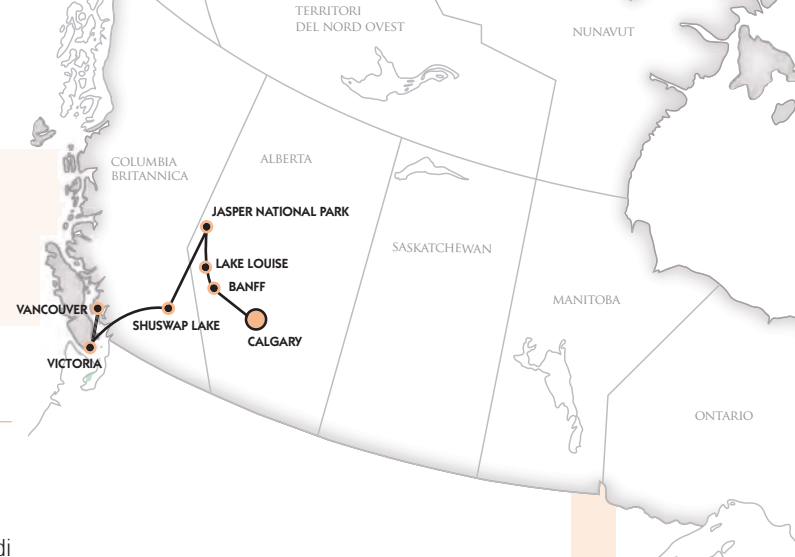 TERRITORI
DEL NORD OVEST
NUNAVUT
COLUMBIA
BRITANNICA
ALBERTA
JASPER NATIONAL PARK
SASKATCHEWAN
LAKE LOUISE
BANFF
MANITOBA
VANCOUVER
SHUSWAP LAKE
CALGARY
VICTORIA
ONTARIO
di